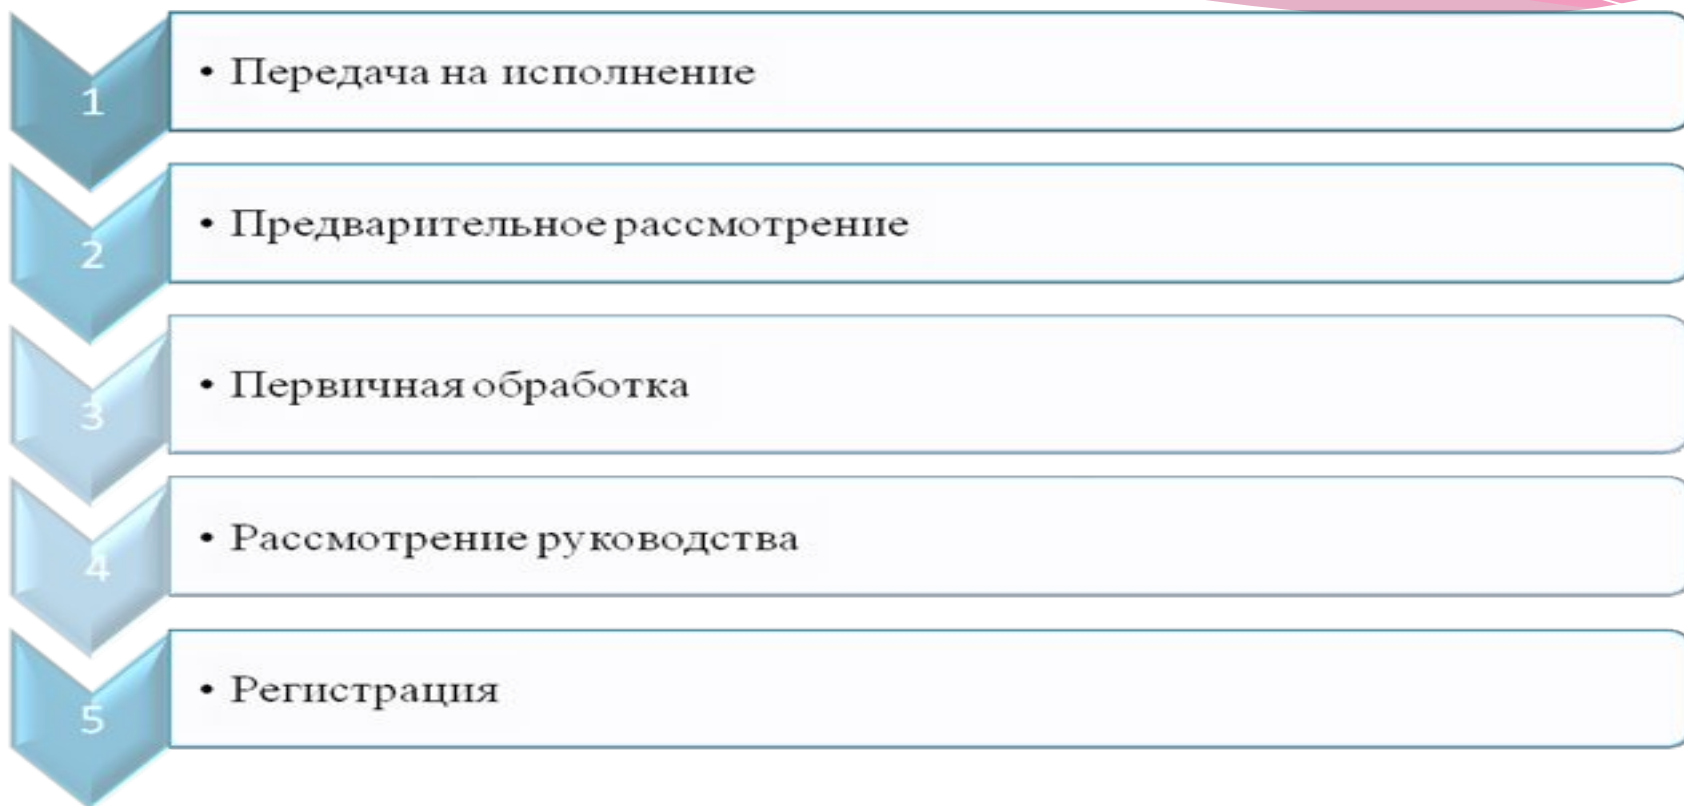 1
• Передача на исполнение
2
• Предварительное рассмотрение
3
• Первичная обработка
4
• Рассмотрение руководства
5
• Регистрация